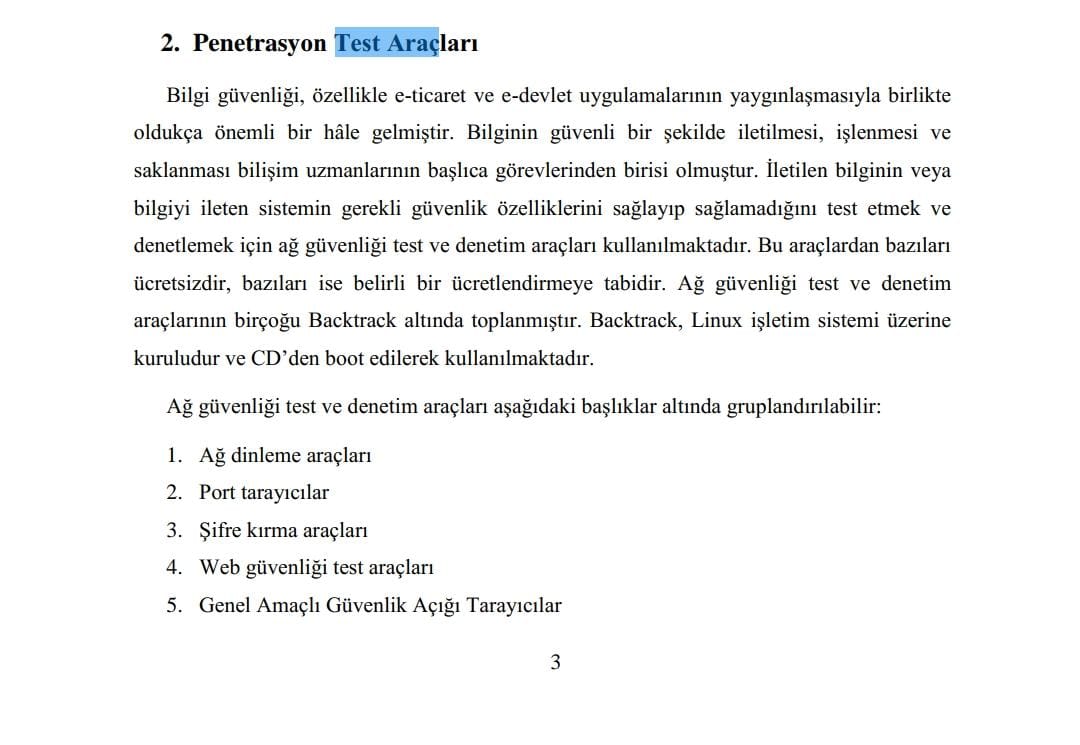 2. Penetrasyon Test Araçları
Bilgi güvenliği, özellikle e-ticaret ve e-devlet uygulamalarının yaygınlaşmasıyla birlikte
oldukça önemli bir hâle gelmiştir. Bilginin güvenli bir şekilde iletilmesi, işlenmesi ve
saklanması bilişim uzmanlarının başlıca görevlerinden birisi olmuştur. İletilen bilginin veya
bilgiyi ileten sistemin gerekli güvenlik özelliklerini sağlayıp sağlamadığını test etmek ve
denetlemek için ağ güvenliği test ve denetim araçları kullanılmaktadır. Bu araçlardan bazıları
ücretsizdir, bazıları ise belirli bir ücretlendirmeye tabidir. Ağ güvenliği test ve denetim
araçlarının birçoğu Backtrack altında toplanmıştır. Backtrack, Linux işletim sistemi üzerine
kuruludur ve CD’den boot edilerek kullanılmaktadır.
Ağ güvenliği test ve denetim araçları aşağıdaki başlıklar altında gruplandırılabilir:
1. Ağ dinleme araçları
2. Port tarayıcılar
3. Şifre kırma araçları
4. Web güvenliği test araçları
5. Genel Amaçlı Güvenlik Açığı Tarayıcılar
3